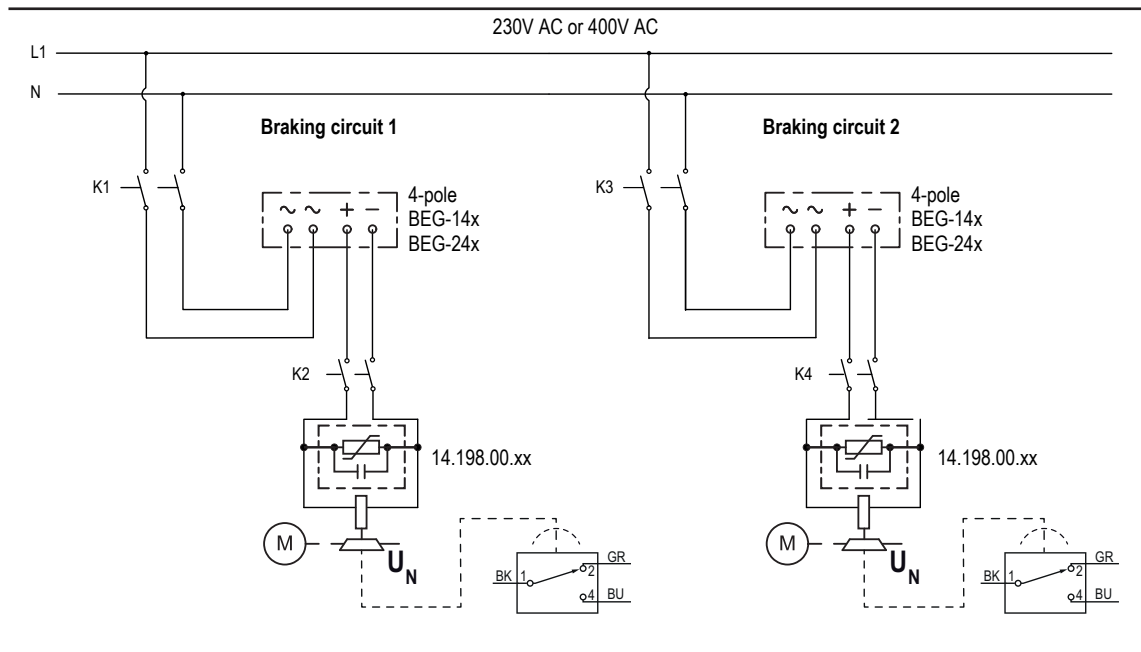 230V AC or 400V AC
L1
N
Braking circuit 1
Braking circuit 2
K1
∼ ∼ + −
4-pole
BEG-14x
BEG-24x
K3
∼ ∼ + −
4-pole
BEG-14x
BEG-24x
K2
K4
14.198.00.xx
14.198.00.xx
M
U N
BK 1
2 GR
4 BU
M
U N
BK 1
2 GR
4 BU